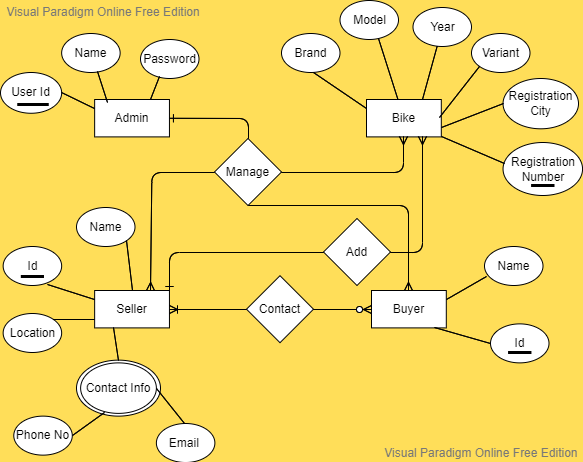 Visual Paradigm Online Free Edition
Model
Year
Name
Brand
Variant
Password
User Id
Registration
City
Admin
Bike
Registration
Number
Manage
Name
Add
Id
Name
Seller
Contact
Buyer
Location
Id
Contact Info
Phone No
Email
Visual Paradigm Online Free Edition